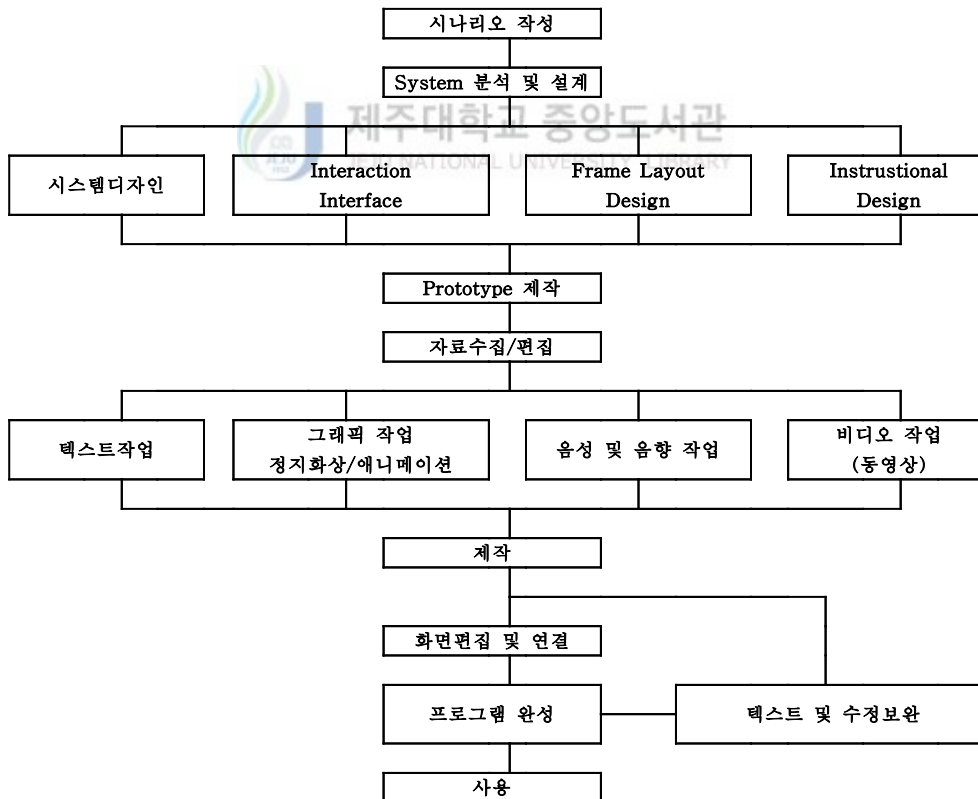 시나리오 작성
System 분석 및 설계
제주대학교 중앙도서관
JEJU NATIONAL UNIVERSITY LIBRARY
시스템디자인
Interaction
Interface
Frame Layout
Design
Instrustional
Design
Prototype 제작
자료수집/편집
텍스트작업
그래픽 작업
정지화상/애니메이션
음성 및 음향 작업
비디오 작업
(동영상)
제작
화면편집 및 연결
프로그램 완성
텍스트 및 수정보완
사용